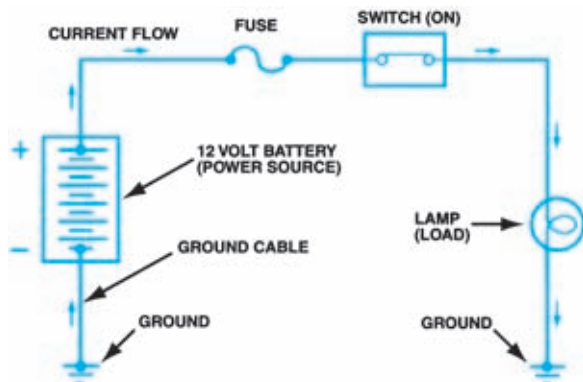 CURRENT FLOW
FUSE
SWITCH (ON)
+
12 VOLT BATTERY
(POWER SOURCE)
–
GROUND CABLE
GROUND
LAMP
(LOAD)
GROUND